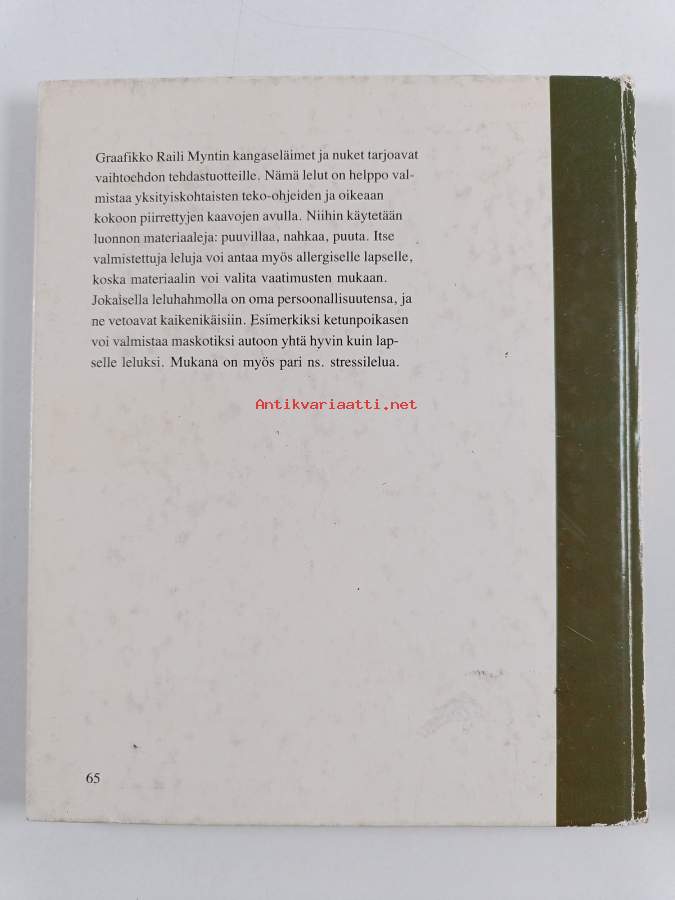 Graafikko Raili Myntin kangaseläimet ja nuket tarjoavat
vaihtoehdon tehdastuotteille. Nämä lelut on helppo val-
mistaa yksityiskohtaisten teko-ohjeiden ja oikeaan
kokoon piirrettyjen kaavojen avulla. Niihin käytetään
luonnon materiaaleja: puuvillaa, nahkaa, puuta. Itse
valmistettuja leluja voi antaa myös allergiselle lapselle,
koska materiaalin voi valita vaatimusten mukaan.
Jokaisella leluhahmolla on oma persoonallisuutensa, ja
ne vetoavat kaikenikäisiin. Esimerkiksi ketunpoikasen
voi valmistaa maskotiksi autoon yhtä hyvin kuin lap-
selle leluksi. Mukana on myös pari ns. stressilelua.
Antikvariaatti.net
65